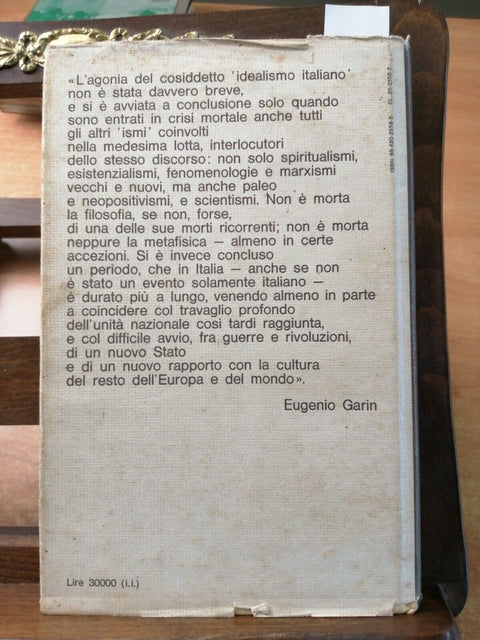 «L'agonia del cosiddetto 'idealismo italiano'
non è stata davvero breve,
e si è avviata a conclusione solo quando
sono entrati in crisi mortale anche tutti
gli altri 'ismi' coinvolti
nella medesima lotta, interlocutori
dello stesso discorso: non solo spiritualismi,
esistenzialismi, fenomenologie e marxismi
vecchi e nuovi, ma anche paleo
e neopositivismi, e scientismi. Non è morta
la filosofia, se non, forse,
di una delle sue morti ricorrenti; non è morta
neppure la metafisica — almeno in certe
accezioni. Si è invece concluso
un periodo, che in Italia — anche se non
è stato un evento solamente italiano —
è durato più a lungo, venendo almeno in parte
a coincidere col travaglio profondo
dell'unità nazionale così tardi raggiunta,
e col difficile avvio, fra guerre e rivoluzioni,
di un nuovo Stato
e di un nuovo rapporto con la cultura
del resto dell'Europa e del mondo».
Eugenio Garin
Lire 30000 (i.i.)